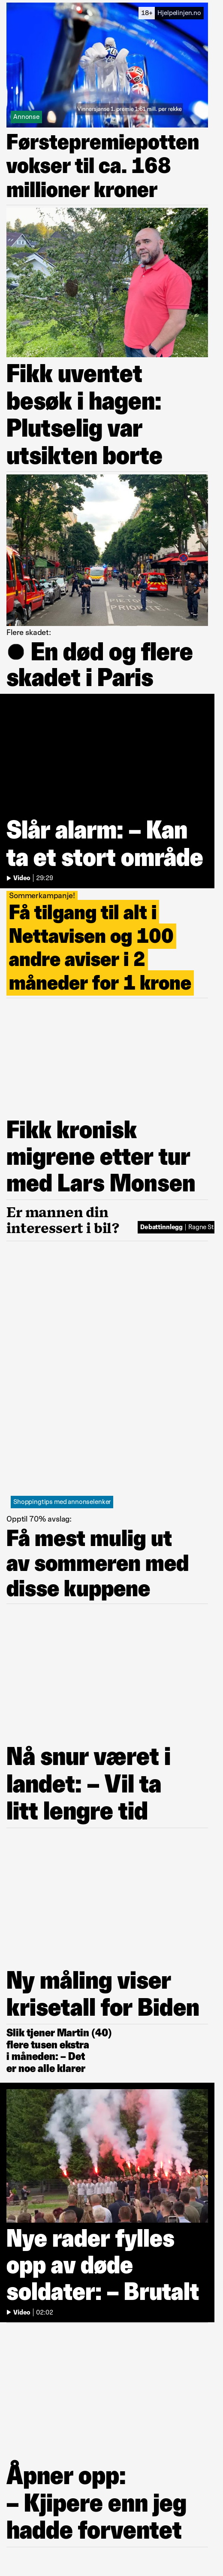 18+ Hjelpelinjen.no
Vinnersjanse 1. premie 1:61 mill. per rekke
Annonse
Førstepremiepotten
vokser til ca. 168
millioner kroner
Fikk uventet
besøk i hagen:
Plutselig var
utsikten borte
Flere skadet:
● En død og flere
skadet i Paris
Slår alarm: – Kan
ta et stort område
Video | 29:29
Sommerkampanje!
Få tilgang til alt i
Nettavisen og 100
andre aviser i 2
måneder for 1 krone
Fikk kronisk
migrene etter tur
med Lars Monsen
Er mannen din
interessert i bil?
Debattinnlegg | Ragne St
Shoppingtips med annonselenker
Opptil 70% avslag:
Få mest mulig ut
av sommeren med
disse kuppene
Nå snur været i
landet: – Vil ta
litt lengre tid
Ny måling viser
krisetall for Biden
Slik tjener Martin (40)
flere tusen ekstra
i måneden: – Det
er noe alle klarer
Nye rader fylles
opp av døde
soldater: – Brutalt
Video | 02:02
Åpner opp:
– Kjipere enn jeg
hadde forventet